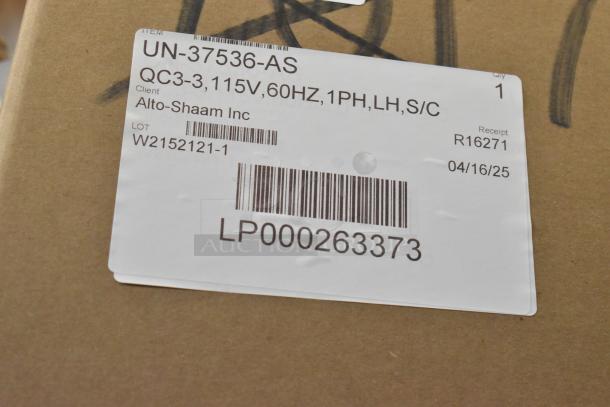 ITEM
UN-37536-AS
QC3-3,115V,60HZ,1PH,LH,S/C
Qty
1
Client
Alto-Shaam Inc
LOT
W2152121-1
Receipt
R16271
04/16/25
LP000263373